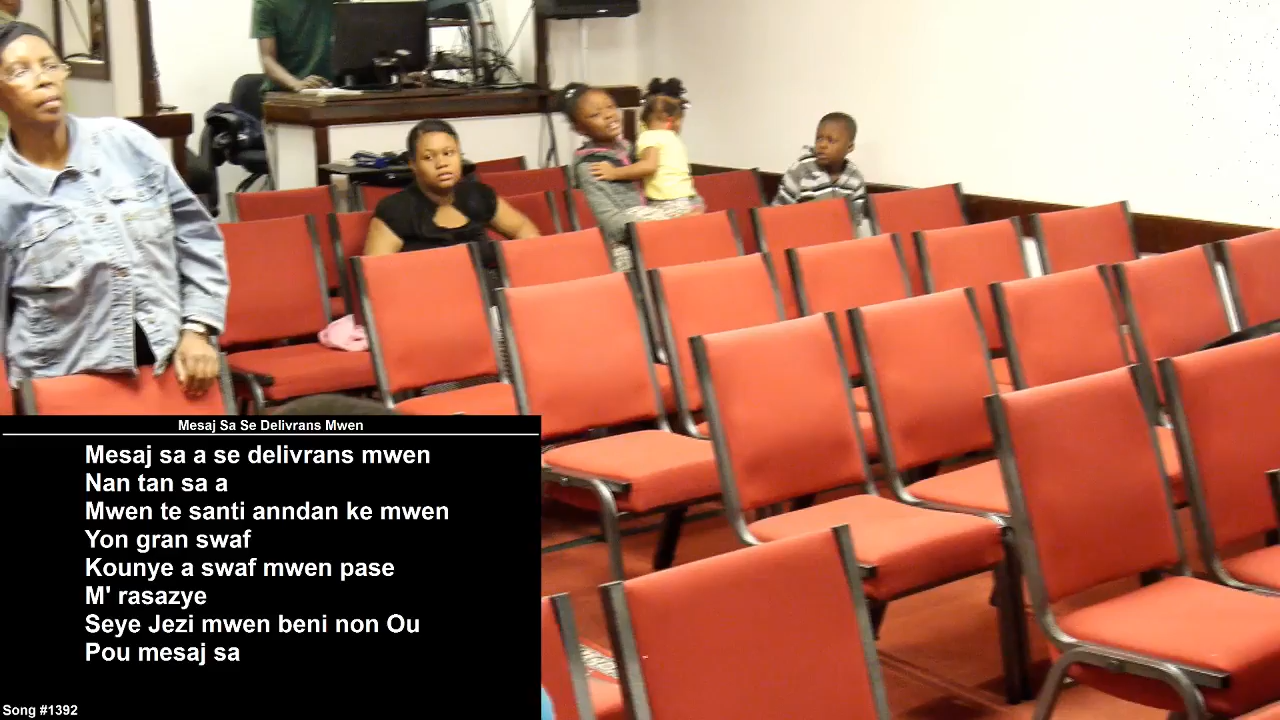 Mesaj Sa Se Delivrans Mwen
Mesaj sa a se delivrans mwen
Nan tan sa a
Mwen te santi anndan ke mwen
Yon gran swaf
Kounye a swaf mwen pase
M' rasazye
Seye Jezi mwen beni non Ou
Pou mesaj sa
Song #1392